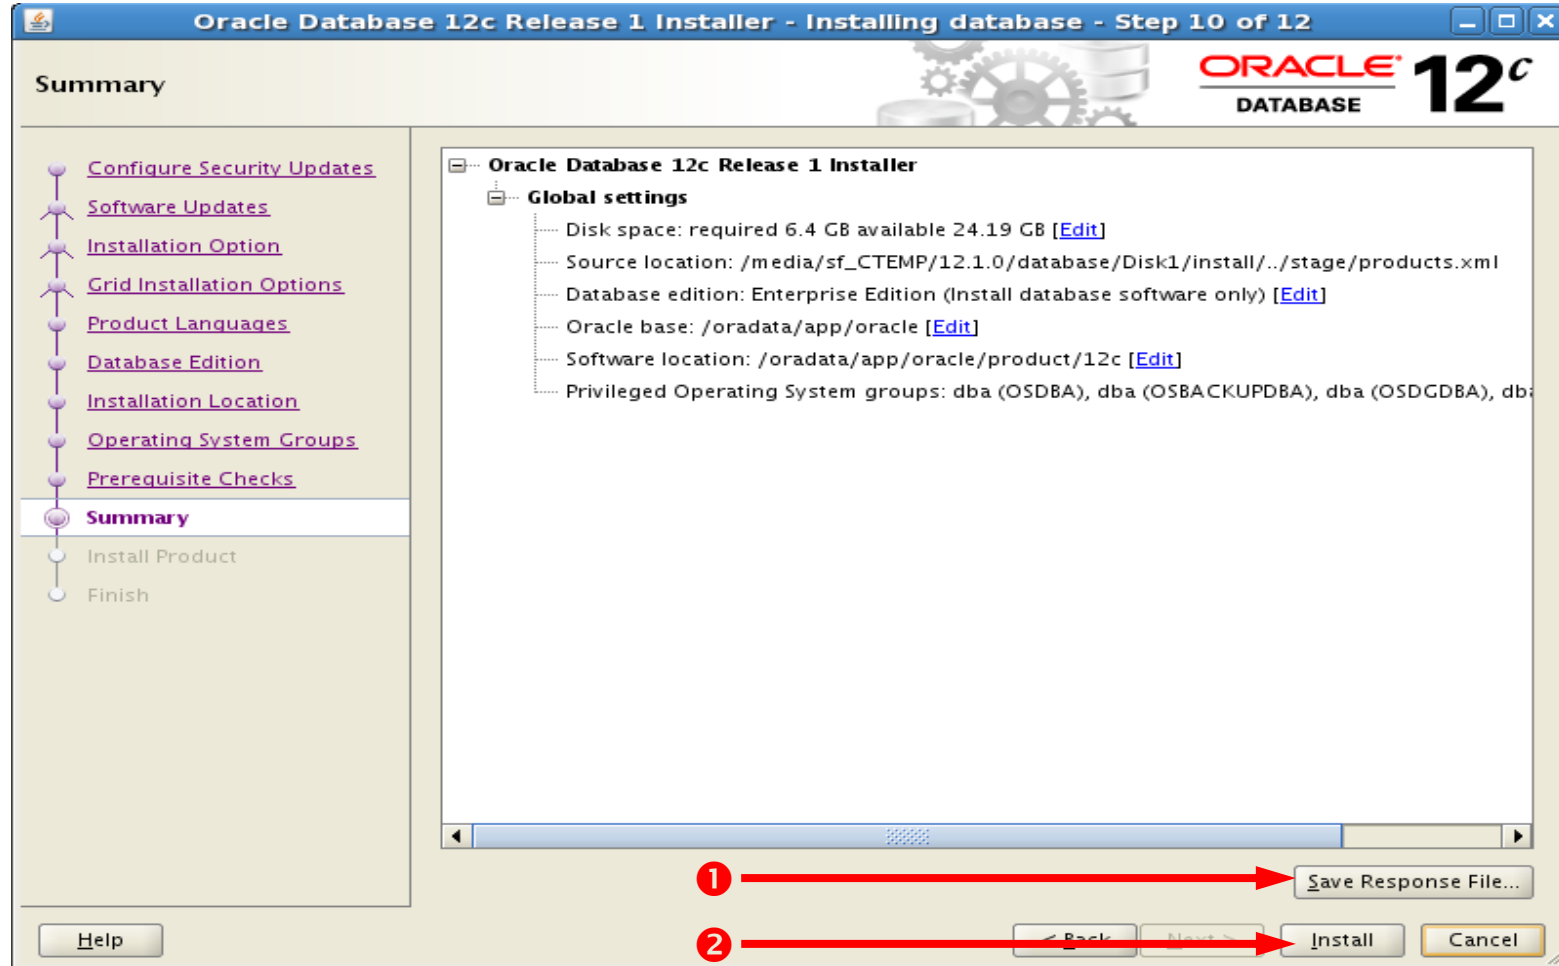 Oracle Database 12c Release 1 Installer - Installing database - Step 10 of 12
Summary
ORACLE
DATABASE
12c
Configure Security Updates
Software Updates
Installation Option
Grid Installation Options
Product Languages
Database Edition
Installation Location
Operating System Groups
Prerequisite Checks
Summary
Install Product
Finish
Oracle Database 12c Release 1 Installer
Global settings
Disk space: required 6.4 GB available 24.19 GB [Edit]
Source location: /media/sf_CTEMP/12.1.0/database/Disk1/install/../stage/products.xml
Database edition: Enterprise Edition (Install database software only) [Edit]
Oracle base: /oradata/app/oracle [Edit]
Software location: /oradata/app/oracle/product/12c [Edit]
Privileged Operating System groups: dba (OSDBA), dba (OSBACKUPDBA), dba (OSDGDBA), dba
1
Save Response File...
Help
2
< Back
Next >
Install
Cancel